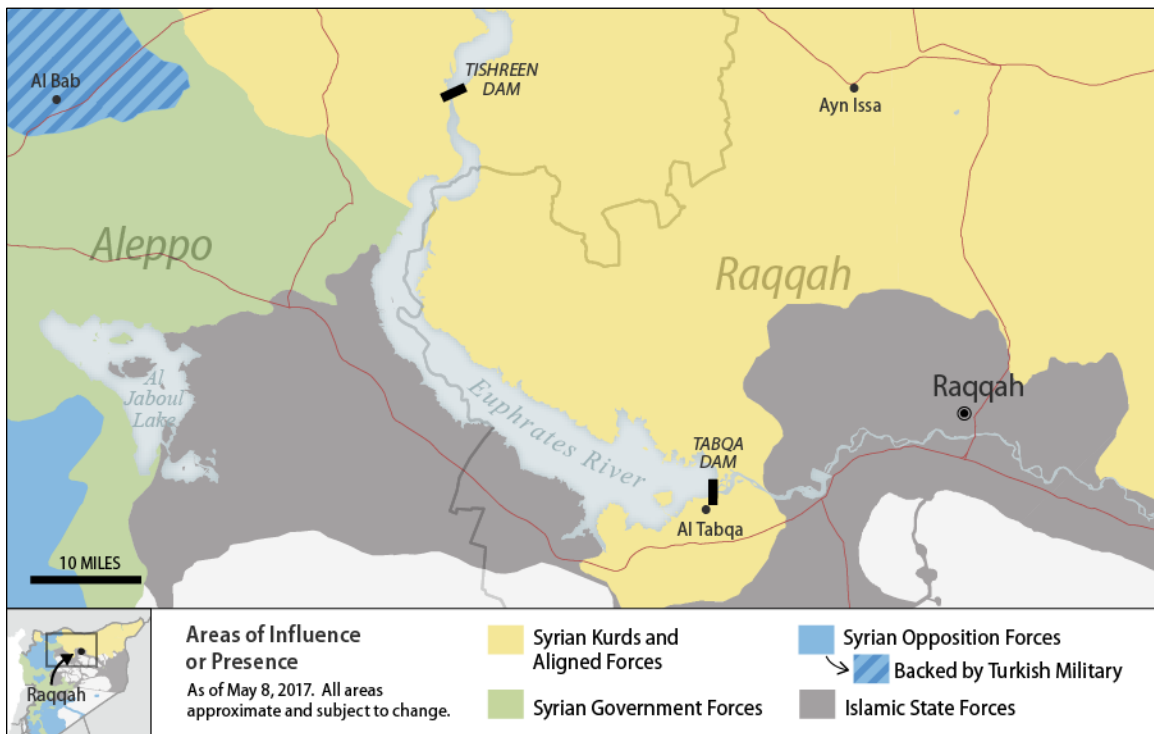 TISHREEN
DAM
Al Bab
Ayn Issa
Aleppo
Raqqah
Al
Jaboul
Lake
Euphrates River
Raqqah
TABQA
DAM
Al Tabqa
10 MILES
Raqqah
Areas of Influence
or Presence
As of May 8, 2017. All areas
approximate and subject to change.
Syrian Kurds and
Aligned Forces
Syrian Government Forces
Syrian Opposition Forces
Backed by Turkish Military
Islamic State Forces